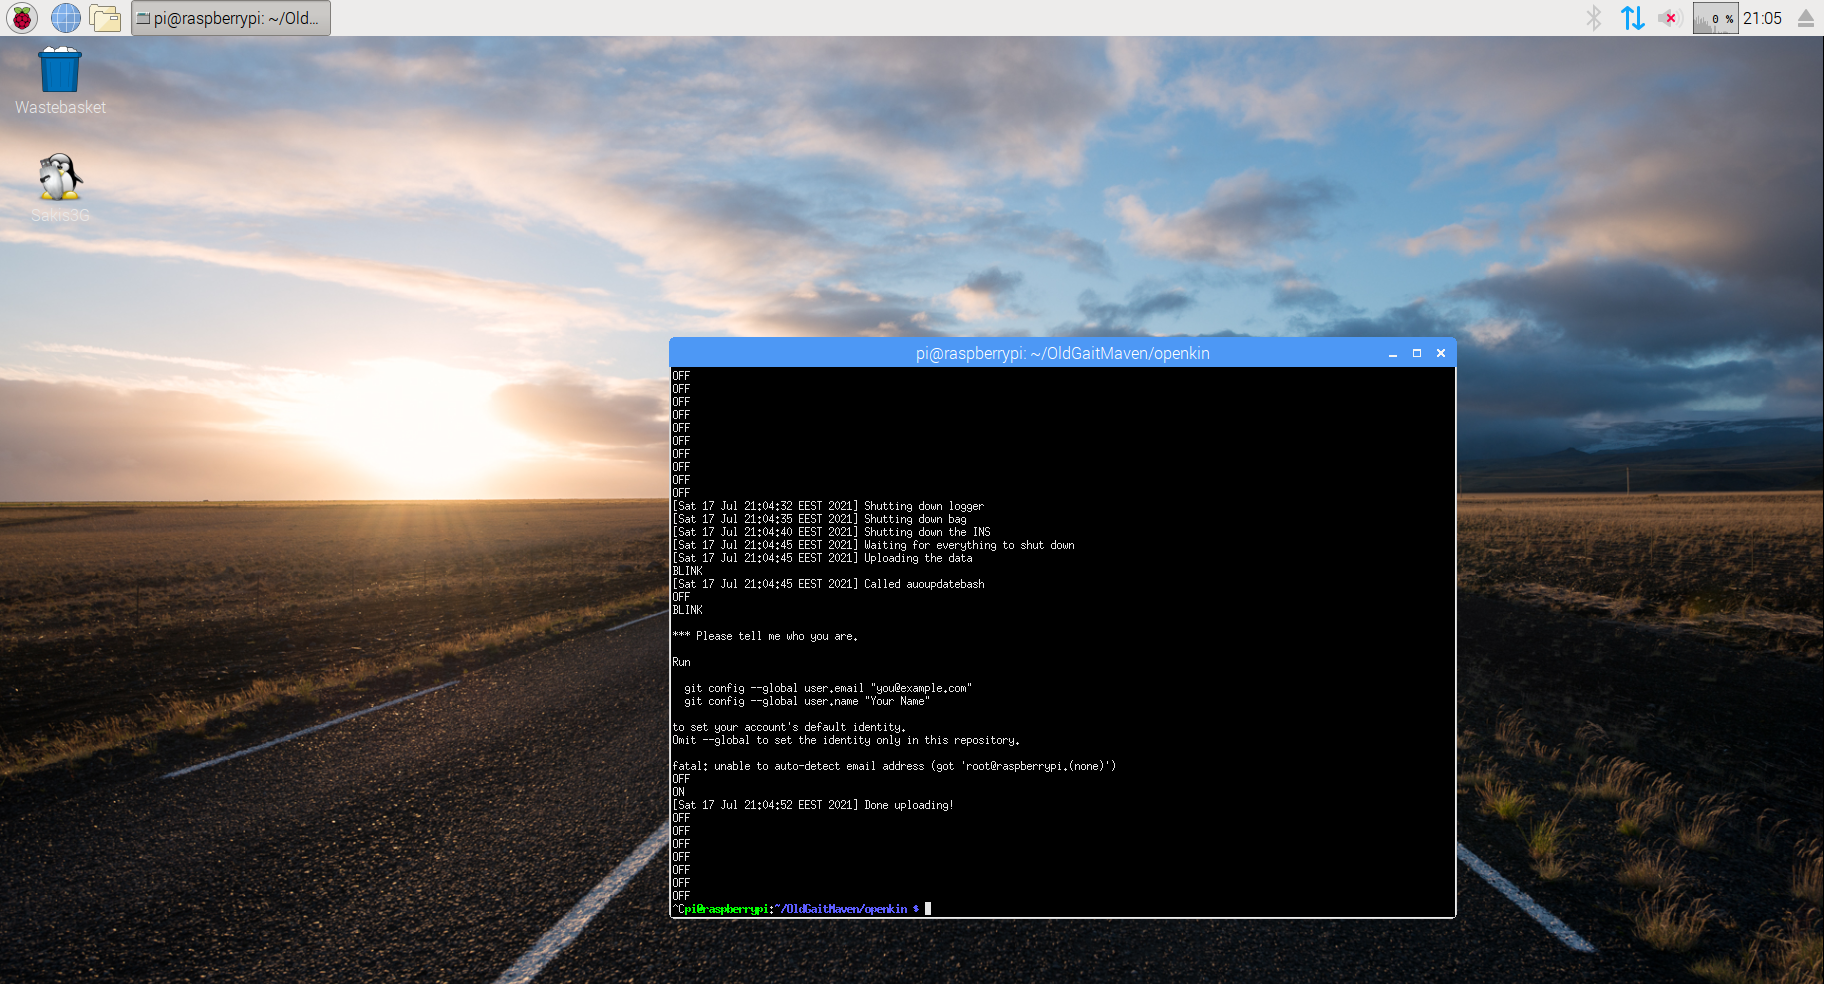 pi@raspberrypi: ~/Old...
0 %
21:05
Wastebasket
Sakis3G
pi@raspberrypi: ~/OldGaitMaven/openkin
OFF
OFF
OFF
OFF
OFF
OFF
OFF
OFF
OFF
OFF
[Sat 17 Jul 21:04:32 EEST 2021] Shutting down logger
[Sat 17 Jul 21:04:35 EEST 2021] Shutting down bag
[Sat 17 Jul 21:04:40 EEST 2021] Shutting down the INS
[Sat 17 Jul 21:04:45 EEST 2021] Waiting for everything to shut down
[Sat 17 Jul 21:04:45 EEST 2021] Uploading the data
BLINK
[Sat 17 Jul 21:04:45 EEST 2021] Called auoupdatebash
OFF
BLINK
*** Please tell me who you are.
Run
git config --global user.email "you@example.com"
git config --global user.name "Your Name"
to set your account's default identity.
Omit --global to set the identity only in this repository.
fatal: unable to auto-detect email address (got 'root@raspberrypi.(none)')
OFF
ON
[Sat 17 Jul 21:04:52 EEST 2021] Done uploading!
OFF
OFF
OFF
OFF
OFF
OFF
OFF
^Cpi@raspberrypi:~/OldGaitMaven/openkin $